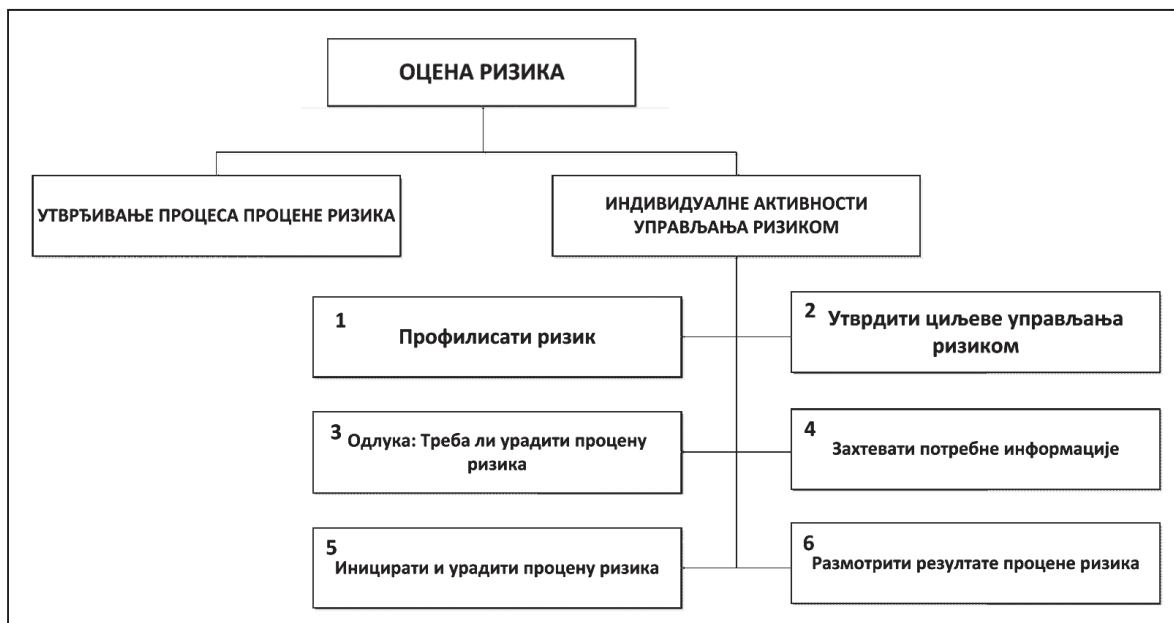 ОЦЕНА РИЗИКА
УТВРЂИВАЊЕ ПРОЦЕСА ПРОЦЕНЕ РИЗИКА
ИНДИВИДУАЛНЕ АКТИВНОСТИ
УПРАВЉАЊА РИЗИКОМ
1
Профилисати ризик
2
Утврдити циљеве управљања
ризиком
3
Одлука: Треба ли урадити процену
ризика
4
Захтевати потребне информације
5
Иницирати и урадити процену ризика
6
Размотрити резултате процене ризика